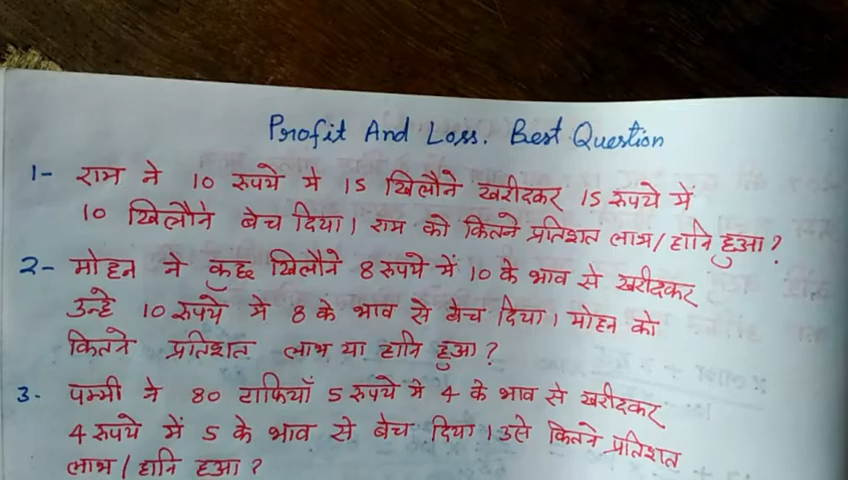 Profit And Loss. Best Question
1- राम ने 10 रुपये मे 15 खिलौने खरीदकर 15 रुपये में
10 खिलौने बेच दिया। राम को कितने प्रतिशत लाभ/हानि हुआ?
2- मोहन ने कुछ खिलौने 8 रुपये में 10 के भाव से खरीदकर
उन्हे 10 रुपये मे 8 के भाव से बेच दिया। मोहन को
कितने प्रतिशत लाभ या हानि हुआ?
3- पम्मी ने 80 टाफियाँ 5 रुपये मे 4 के भाव से खरीदकर
4 रुपये में 5 के भाव से बेच दिया। उसे कितने प्रतिशत
लाभ/हानि हुआ?